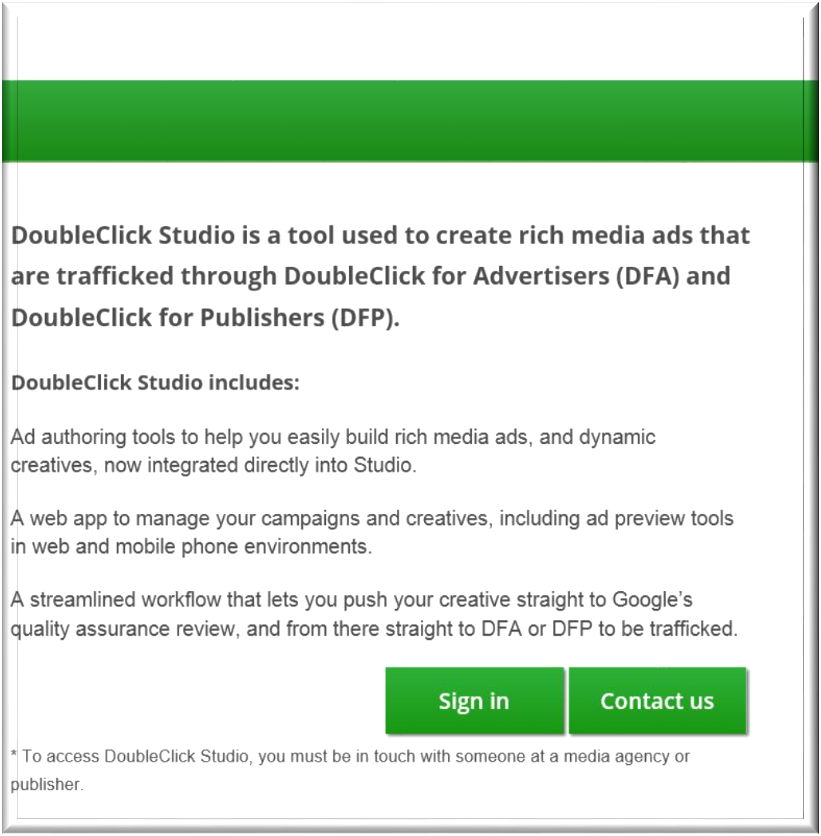 DoubleClick Studio is a tool used to create rich media ads that
are trafficked through DoubleClick for Advertisers (DFA) and
DoubleClick for Publishers (DFP).
DoubleClick Studio includes:
Ad authoring tools to help you easily build rich media ads, and dynamic
creatives, now integrated directly into Studio.
A web app to manage your campaigns and creatives, including ad preview tools
in web and mobile phone environments.
A streamlined workflow that lets you push your creative straight to Google’s
quality assurance review, and from there straight to DFA or DFP to be trafficked.
Sign in Contact us
* To access DoubleClick Studio, you must be in touch with someone at a media agency or
publisher.